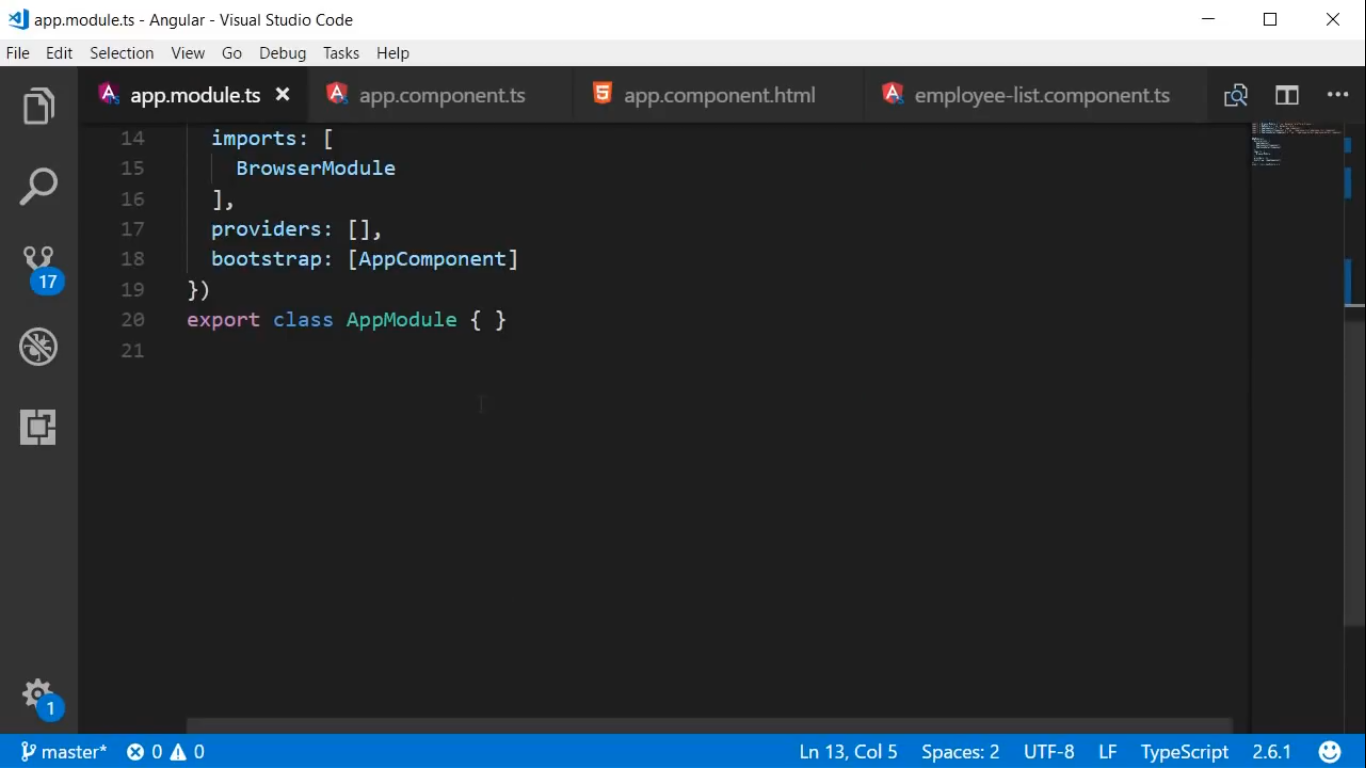 app.module.ts - Angular - Visual Studio Code
File Edit Selection View Go Debug Tasks Help
app.module.ts app.component.ts app.component.html employee-list.component.ts
14 imports: [
15 BrowserModule
16 ],
17 providers: [],
18 bootstrap: [AppComponent]
19 })
20 export class AppModule { }
21
17
1
master* 0 0 Ln 13, Col 5 Spaces: 2 UTF-8 LF TypeScript 2.6.1